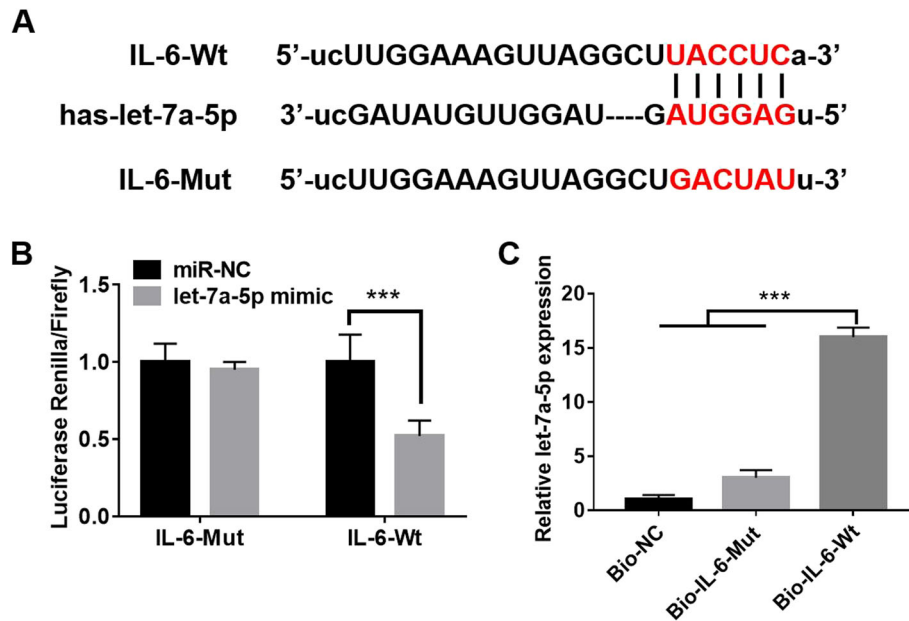 A
IL-6-Wt 5’-ucUUGGAAAGUUAGGCUUACCUCa-3’
has-let-7a-5p 3’-ucGAUAUGUUGGAU----GAUGGAGu-5’
IL-6-Mut 5’-ucUUGGAAAGUUAGGCUGACUAUu-3’
B
miR-NC
let-7a-5p mimic
Luciferase Renilla/Firefly
1.5
1.0
0.5
0.0
***
IL-6-Mut IL-6-Wt
C
Relative let-7a-5p expression
20
15
10
5
0
***
Bio-NC
Bio-IL-6-Mut
Bio-IL-6-Wt